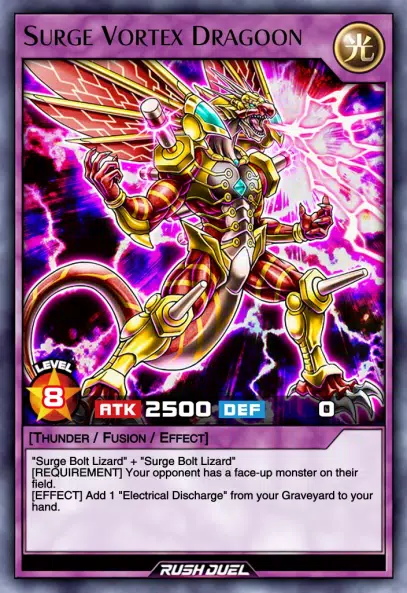 SURGE VORTEX DRAGOON
光
LEVEL
8
ATK 2500 DEF 0
[THUNDER / FUSION / EFFECT]
"Surge Bolt Lizard" + "Surge Bolt Lizard"
[REQUIREMENT] Your opponent has a face-up monster on their
field.
[EFFECT] Add 1 "Electrical Discharge" from your Graveyard to your
hand.
RUSH DUEL